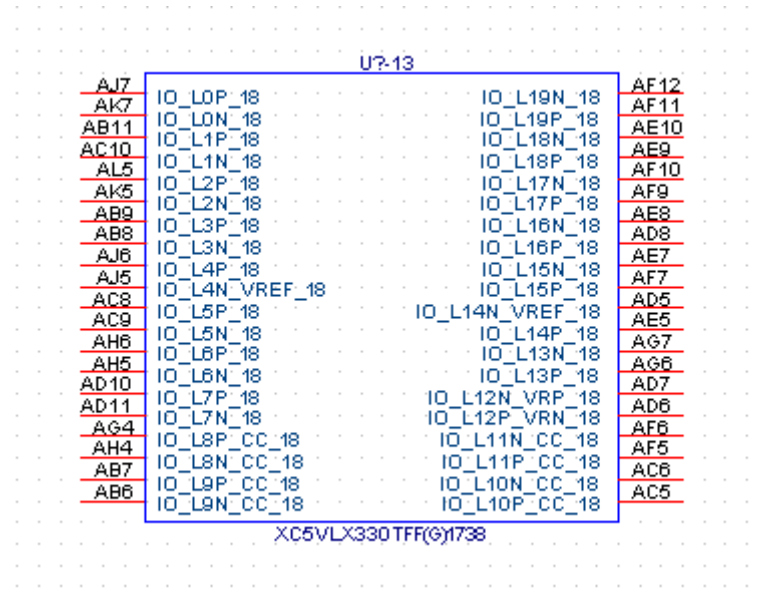 U?-13
AJ7 IO_L0P_18 IO_L19N_18 AF12
AK7 IO_L0N_18 IO_L19P_18 AF11
AB11 IO_L1P_18 IO_L18N_18 AE10
AC10 IO_L1N_18 IO_L18P_18 AE9
AL5 IO_L2P_18 IO_L17N_18 AF10
AK5 IO_L2N_18 IO_L17P_18 AF9
AB9 IO_L3P_18 IO_L16N_18 AE8
AB8 IO_L3N_18 IO_L16P_18 AD8
AJ6 IO_L4P_18 IO_L15N_18 AE7
AJ5 IO_L4N_VREF_18 IO_L15P_18 AF7
AC8 IO_L5P_18 IO_L14N_VREF_18 AD5
AC9 IO_L5N_18 IO_L14P_18 AE5
AH6 IO_L6P_18 IO_L13N_18 AG7
AH5 IO_L6N_18 IO_L13P_18 AG6
AD10 IO_L7P_18 IO_L12N_VRP_18 AD7
AD11 IO_L7N_18 IO_L12P_VRN_18 AD6
AG4 IO_L8P_CC_18 IO_L11N_CC_18 AF6
AH4 IO_L8N_CC_18 IO_L11P_CC_18 AF5
AB7 IO_L9P_CC_18 IO_L10N_CC_18 AC6
AB6 IO_L9N_CC_18 IO_L10P_CC_18 AC5
XC5VLX330TFF(G)1738